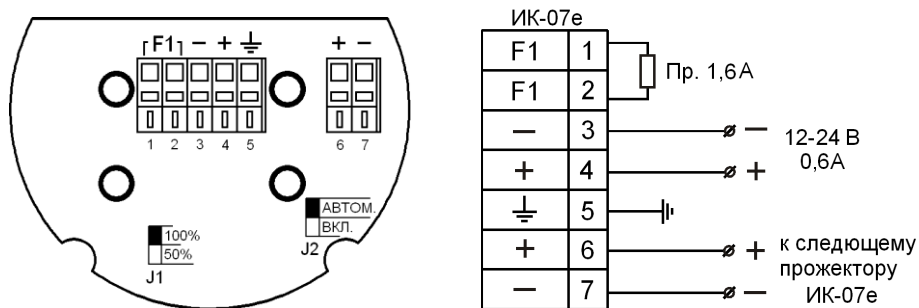 F1 − + ⏚ + −
1 2 3 4 5 6 7
100%
50%
J1
АВТОМ.
ВКЛ.
J2
ИК-07е
F1 1
F1 2
Пр. 1,6А
− 3 −
12-24 В
0,6А
+ 4 +
⏚ 5
+ 6 +
− 7 −
к следющему
прожектору
ИК-07е